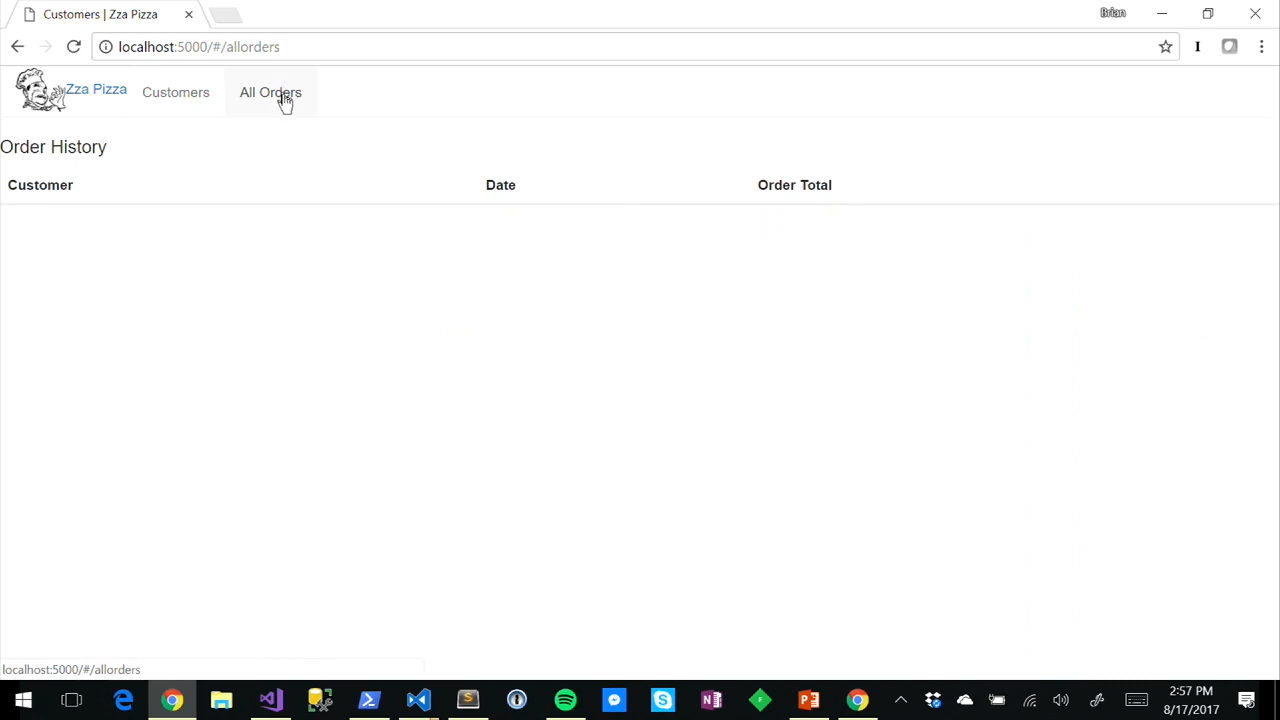 Customers | Zza Pizza
Brian
localhost:5000/#/allorders
Zza Pizza
Customers
All Orders
Order History
Customer
Date
Order Total
localhost:5000/#/allorders
2:57 PM
8/17/2017